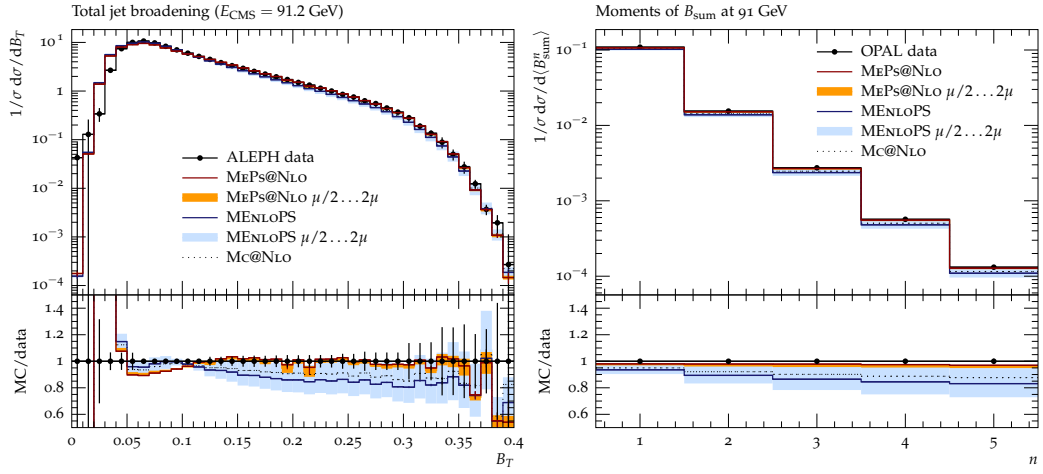 Total jet broadening (E_CMS = 91.2 GeV)
1/σ dσ/dB_T
10^1
1
10^−1
10^−2
10^−3
10^−4
ALEPH data
MEPS@NLO
MEPS@NLO μ/2...2μ
MENLOPS
MENLOPS μ/2...2μ
MC@NLO
MC/data
1.4
1.2
1
0.8
0.6
0 0.05 0.1 0.15 0.2 0.25 0.3 0.35 0.4
B_T
Moments of B_sum at 91 GeV
1/σ dσ/d⟨B^n_sum⟩
10^−1
10^−2
10^−3
10^−4
OPAL data
MEPS@NLO
MEPS@NLO μ/2...2μ
MENLOPS
MENLOPS μ/2...2μ
MC@NLO
MC/data
1.4
1.2
1
0.8
0.6
1 2 3 4 5
n